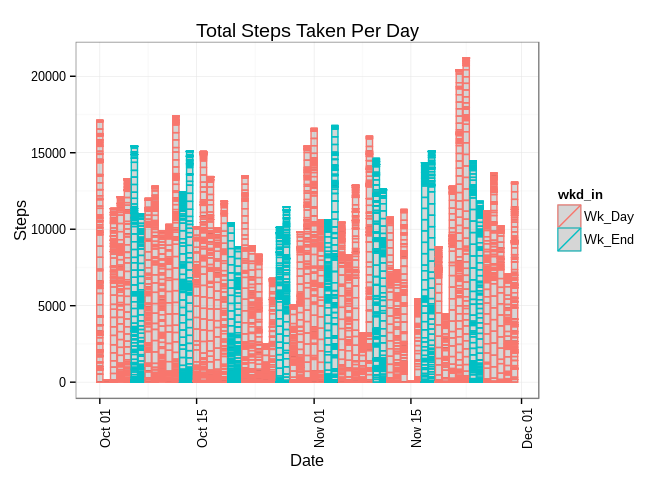 Total Steps Taken Per Day
20000
15000
10000
5000
0
Steps
Oct 01
Oct 15
Nov 01
Nov 15
Dec 01
Date
wkd_in
Wk_Day
Wk_End